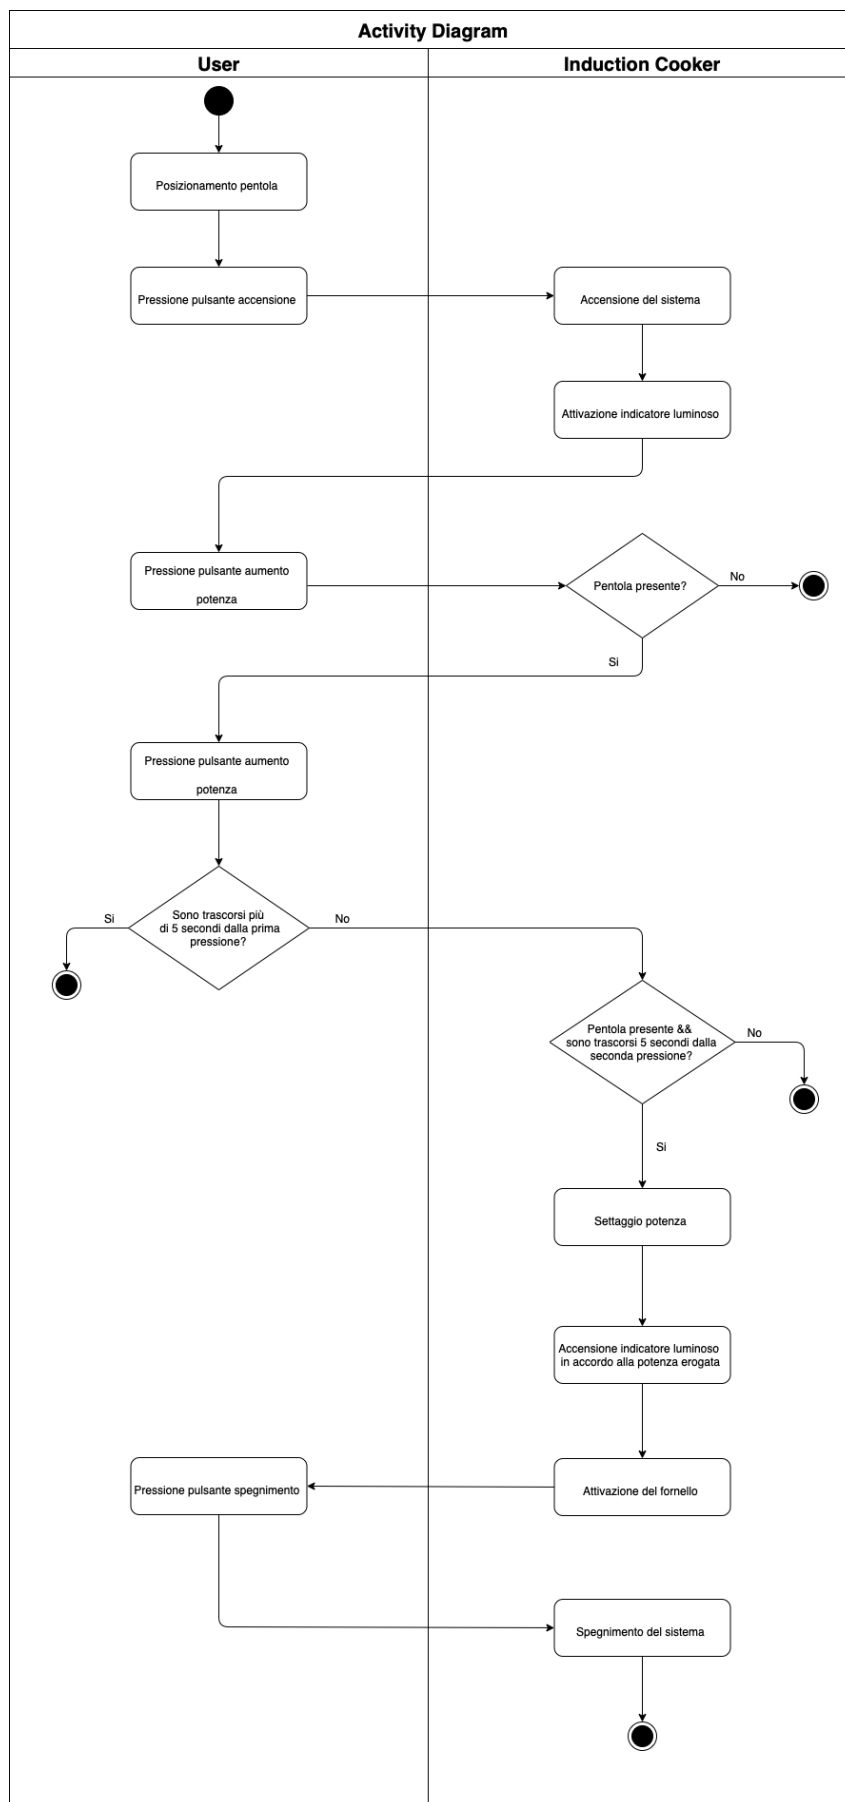 Activity Diagram
User
Induction Cooker
Posizionamento pentola
Pressione pulsante accensione
Accensione del sistema
Attivazione indicatore luminoso
Pressione pulsante aumento
potenza
Pentola presente?
No
Si
Pressione pulsante aumento
potenza
Sono trascorsi più
di 5 secondi dalla prima
pressione?
Si
No
Pentola presente &&
sono trascorsi 5 secondi dalla
seconda pressione?
No
Si
Settaggio potenza
Accensione indicatore luminoso
in accordo alla potenza erogata
Pressione pulsante spegnimento
Attivazione del fornello
Spegnimento del sistema